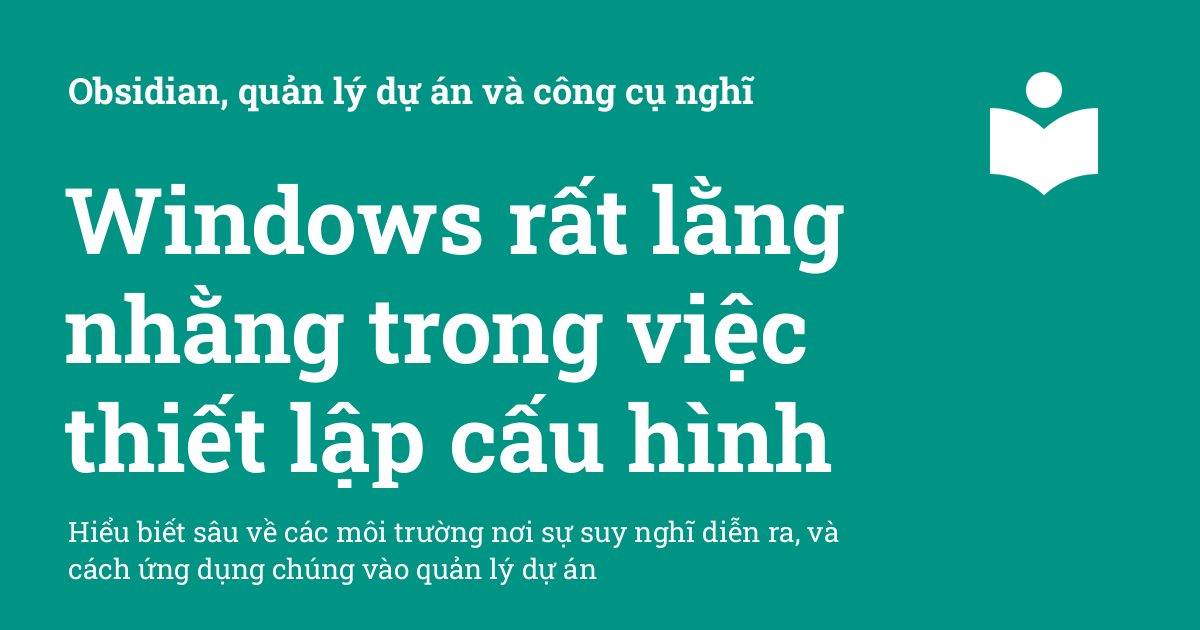 Obsidian, quản lý dự án và công cụ nghĩ
Windows rất lằng
nhằng trong việc
thiết lập cấu hình
Hiểu biết sâu về các môi trường nơi sự suy nghĩ diễn ra, và
cách ứng dụng chúng vào quản lý dự án